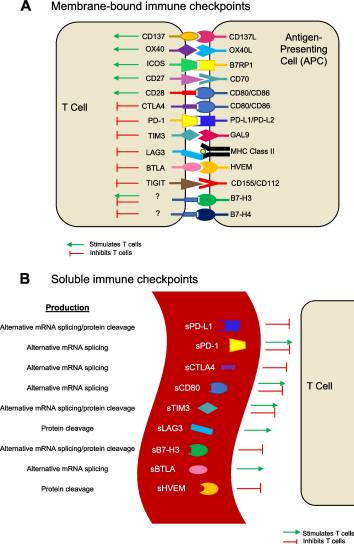 A Membrane-bound immune checkpoints
T Cell
Antigen-
Presenting
Cell (APC)
CD137 CD137L
OX40 OX40L
ICOS B7RP1
CD27 CD70
CD28 CD80/CD86
CTLA4 CD80/CD86
PD-1 PD-L1/PD-L2
TIM3 GAL9
LAG3 MHC Class II
BTLA HVEM
TIGIT CD155/CD112
? B7-H3
? B7-H4
Stimulates T cells
Inhibits T cells
B Soluble immune checkpoints
Production
Alternative mRNA splicing/protein cleavage sPD-L1
Alternative mRNA splicing sPD-1
Alternative mRNA splicing sCTLA4
Alternative mRNA splicing sCD80
T Cell
Alternative mRNA splicing/protein cleavage sTIM3
Protein cleavage sLAG3
Alternative mRNA splicing/protein cleavage sB7-H3
Alternative mRNA splicing sBTLA
Protein cleavage sHVEM
Stimulates T cells
Inhibits T cells